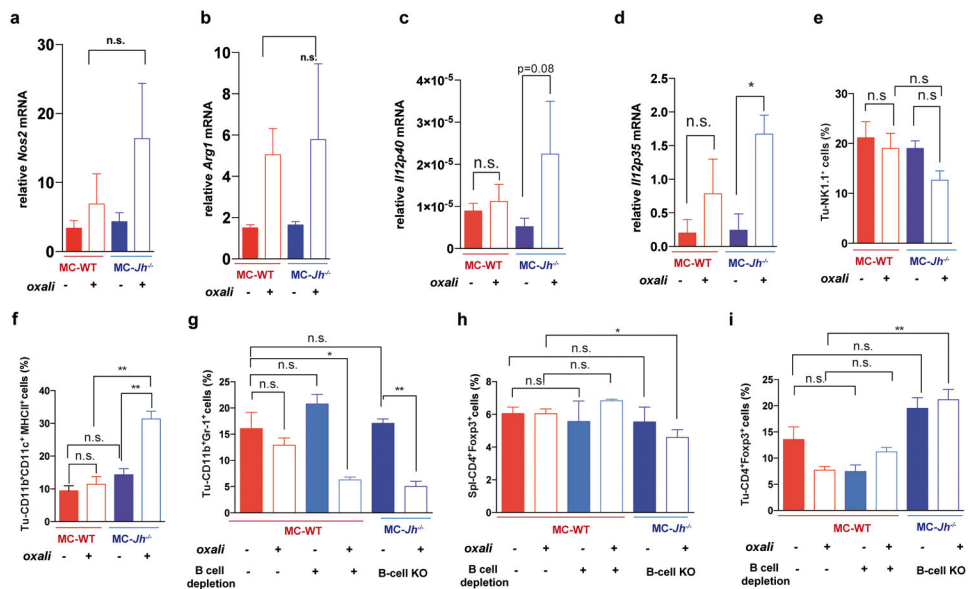 a
relative Nos2 mRNA
30
20
10
0
n.s.
MC-WT
MC-Jh-/-
oxali
- + - +
b
relative Arg1 mRNA
10
8
6
4
2
0
n.s.
MC-WT
MC-Jh-/-
oxali
- + - +
c
relative Il12p40 mRNA
4×10-5
3×10-5
2×10-5
1×10-5
0
n.s.
p=0.08
MC-WT
MC-Jh-/-
oxali
- + - +
d
relative Il12p35 mRNA
2.0
1.5
1.0
0.5
0.0
n.s.
*
MC-WT
MC-Jh-/-
oxali
- + - +
e
Tu-NK1.1+ cells (%)
30
20
10
0
n.s
n.s
n.s
MC-WT
MC-Jh-/-
oxali
- + - +
f
Tu-CD11b+CD11c+ MHCII+cells (%)
40
30
20
10
0
**
**
n.s.
n.s.
MC-WT
MC-Jh-/-
oxali
- + - +
g
Tu-CD11b+Gr-1+cells (%)
25
20
15
10
5
0
n.s.
*
n.s.
n.s.
**
MC-WT
MC-Jh-/-
oxali
- + - + - +
B cell
depletion
+ + B-cell KO
h
Spl-CD4+Foxp3+cells (%)
10
8
6
4
2
0
*
n.s.
n.s
n.s.
MC-WT
MC-Jh-/-
oxali
- + - + - +
B cell
depletion
+ + B-cell KO
i
Tu-CD4+Foxp3+ cells (%)
25
20
15
10
5
0
**
n.s.
n.s.
n.s.
MC-WT
MC-Jh-/-
oxali
- + - + - +
B cell
depletion
- - + + B-cell KO